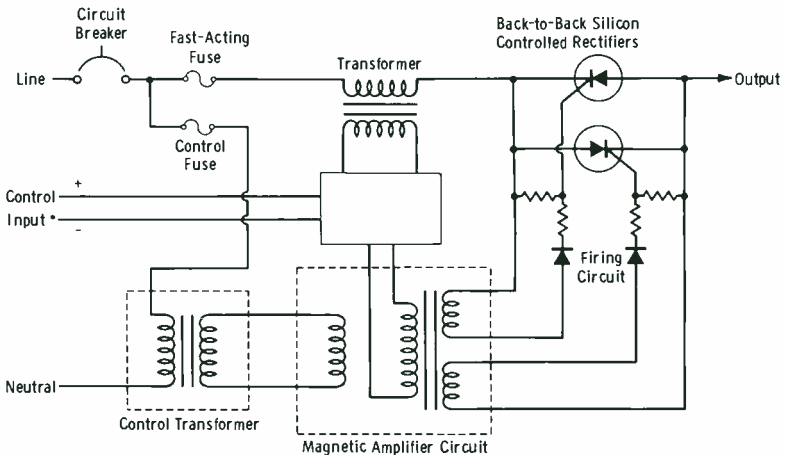 Circuit
Breaker
Fast-Acting
Fuse
Transformer
Back-to-Back Silicon
Controlled Rectifiers
Line
Output
Control
Fuse
+
Control
Input •
-
Firing
Circuit
Neutral
Control Transformer
Magnetic Amplifier Circuit